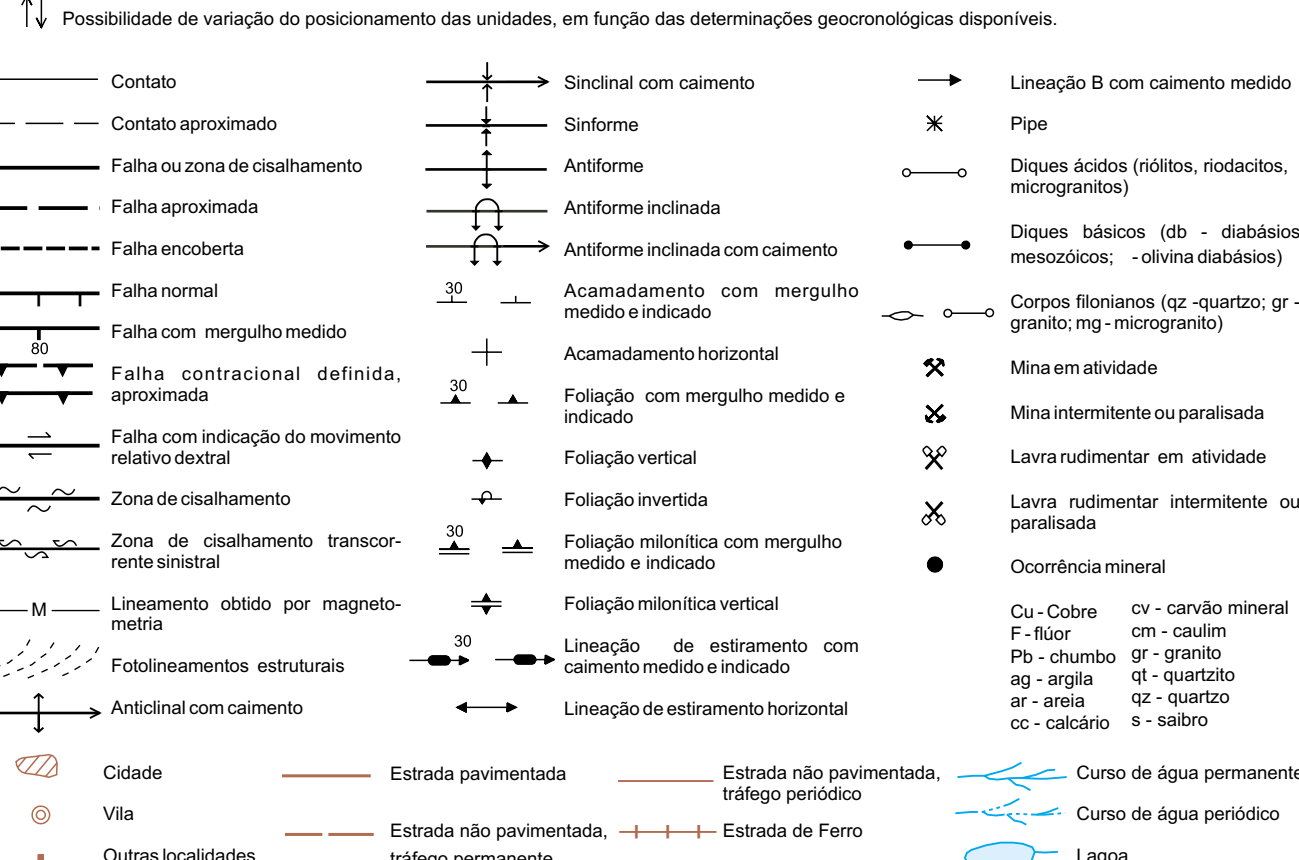 Possibilidade de variação do posicionamento das unidades, em função das determinações geocronológicas disponíveis.
Contato
Contato aproximado
Falha ou zona de cisalhamento
Falha aproximada
Falha encoberta
Falha normal
Falha com mergulho medido
80
Falha contracional definida,
aproximada
Falha com indicação do movimento
relativo dextral
Zona de cisalhamento
Zona de cisalhamento transcor-
rente sinistral
M
Lineamento obtido por magneto-
metria
Fotolineamentos estruturais
Anticlinal com caimento
Sinclinal com caimento
Sinforme
Antiforme
Antiforme inclinada
Antiforme inclinada com caimento
30
Acamadamento com mergulho
medido e indicado
Acamadamento horizontal
30
Foliação com mergulho medido e
indicado
Foliação vertical
Foliação invertida
30
Foliação milonítica com mergulho
medido e indicado
Foliação milonítica vertical
30
Lineação de estiramento com
caimento medido e indicado
Lineação de estiramento horizontal
Lineação B com caimento medido
Pipe
Diques ácidos (riólitos, riodacitos,
microgranitos)
Diques básicos (db - diabásios
mesozóicos; - olivina diabásios)
Corpos filonianos (qz -quartzo; gr -
granito; mg - microgranito)
Mina em atividade
Mina intermitente ou paralisada
Lavra rudimentar em atividade
Lavra rudimentar intermitente ou
paralisada
Ocorrência mineral
Cu - Cobre
F - flúor
Pb - chumbo
ag - argila
ar - areia
cc - calcário
cv - carvão mineral
cm - caulim
gr - granito
qt - quartzito
qz - quartzo
s - saibro
Cidade
Vila
Outras localidades
Estrada pavimentada
Estrada não pavimentada,
tráfego permanente
Estrada não pavimentada,
tráfego periódico
Estrada de Ferro
Curso de água permanente
Curso de água periódico
Lagoa